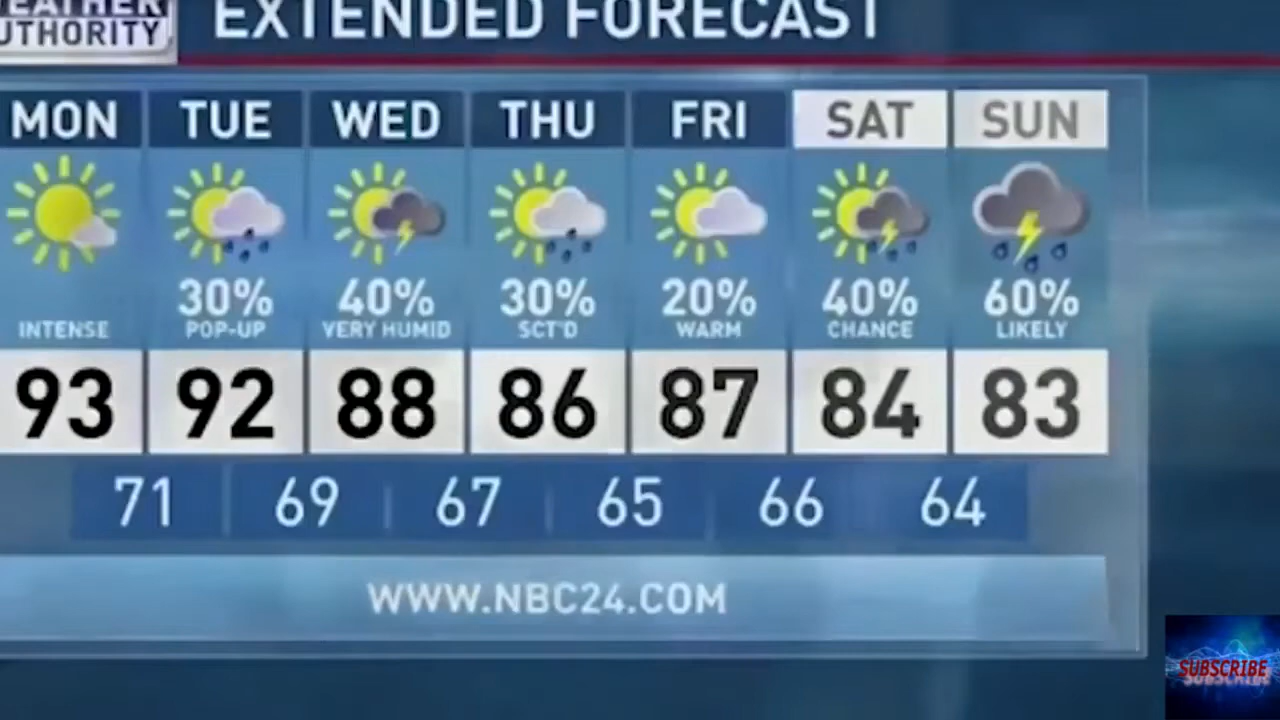 WEATHER
AUTHORITY
EXTENDED FORECAST
MON TUE WED THU FRI SAT SUN
30% 40% 30% 20% 40% 60%
INTENSE POP-UP VERY HUMID SCT'D WARM CHANCE LIKELY
93 92 88 86 87 84 83
71 69 67 65 66 64
WWW.NBC24.COM
SUBSCRIBE